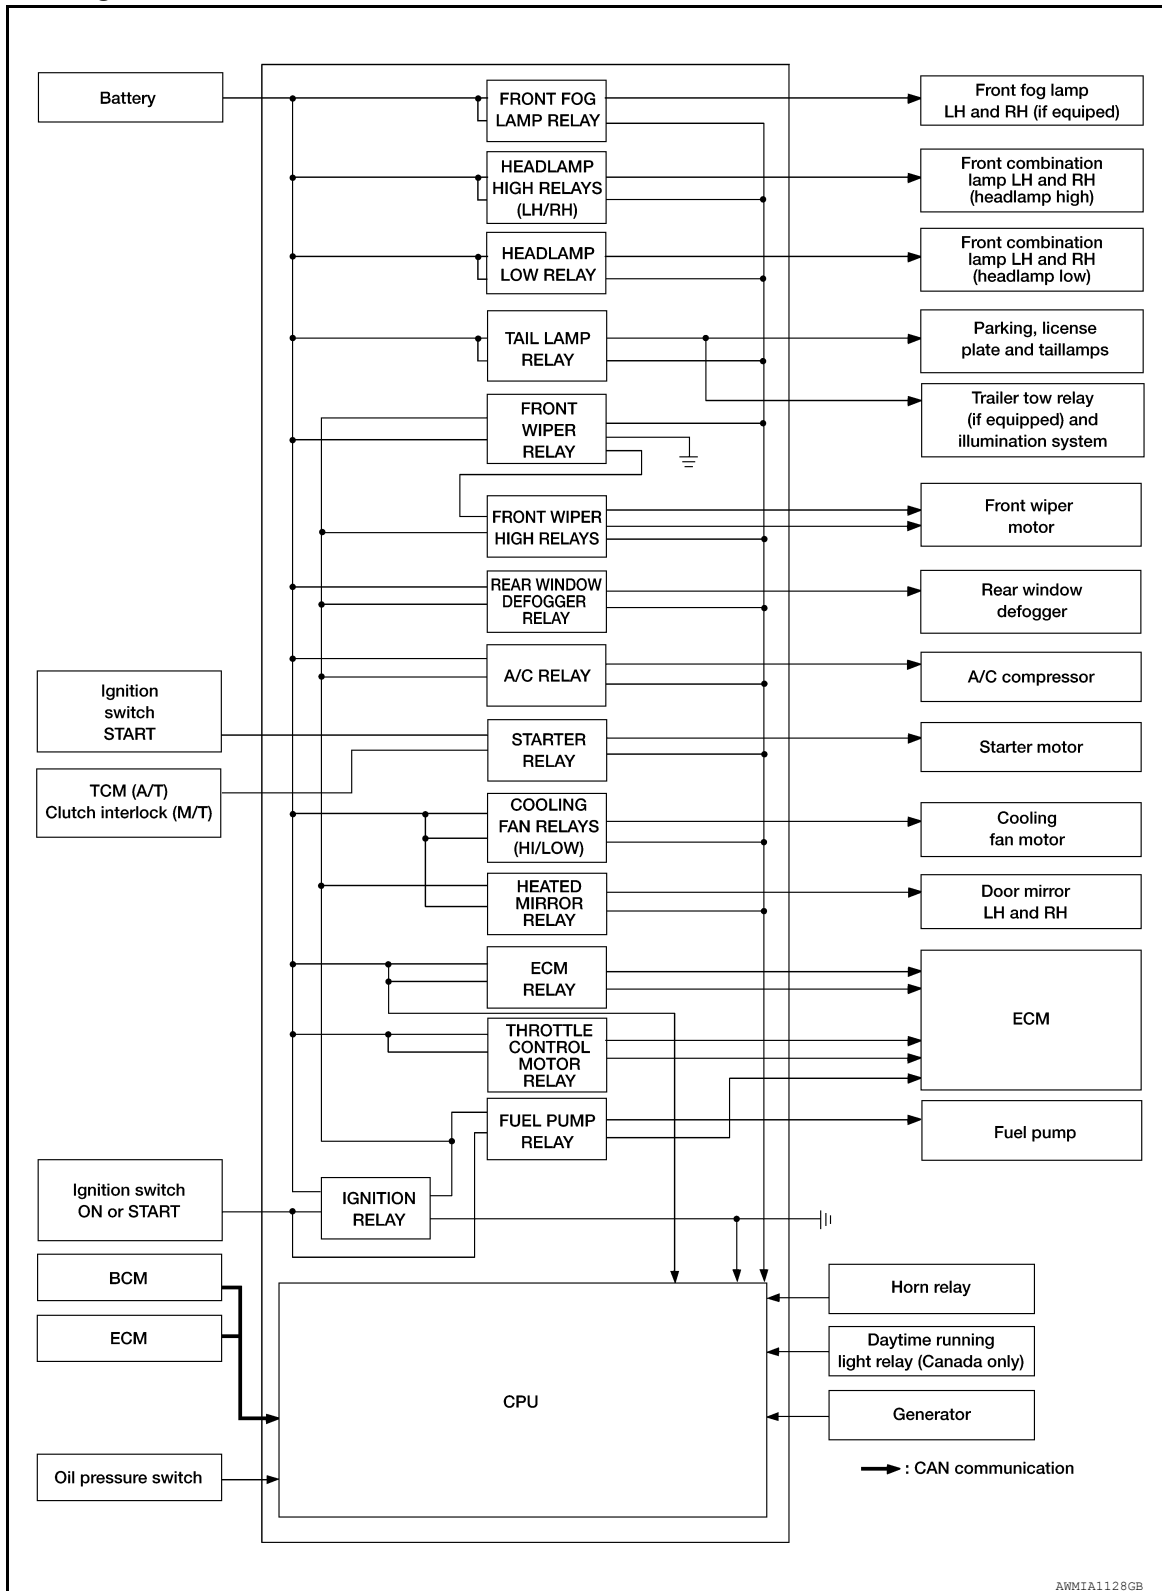 Battery
FRONT FOG
LAMP RELAY
Front fog lamp
LH and RH (if equiped)
HEADLAMP
HIGH RELAYS
(LH/RH)
Front combination
lamp LH and RH
(headlamp high)
HEADLAMP
LOW RELAY
Front combination
lamp LH and RH
(headlamp low)
TAIL LAMP
RELAY
Parking, license
plate and taillamps
FRONT
WIPER
RELAY
Trailer tow relay
(if equipped) and
illumination system
FRONT WIPER
HIGH RELAYS
Front wiper
motor
REAR WINDOW
DEFOGGER
RELAY
Rear window
defogger
A/C RELAY
A/C compressor
Ignition
switch
START
STARTER
RELAY
Starter motor
TCM (A/T)
Clutch interlock (M/T)
COOLING
FAN RELAYS
(HI/LOW)
Cooling
fan motor
HEATED
MIRROR
RELAY
Door mirror
LH and RH
ECM
RELAY
ECM
THROTTLE
CONTROL
MOTOR
RELAY
FUEL PUMP
RELAY
Fuel pump
Ignition switch
ON or START
IGNITION
RELAY
BCM
ECM
Horn relay
Daytime running
light relay (Canada only)
CPU
Generator
: CAN communication
Oil pressure switch
AWMIA1128GB